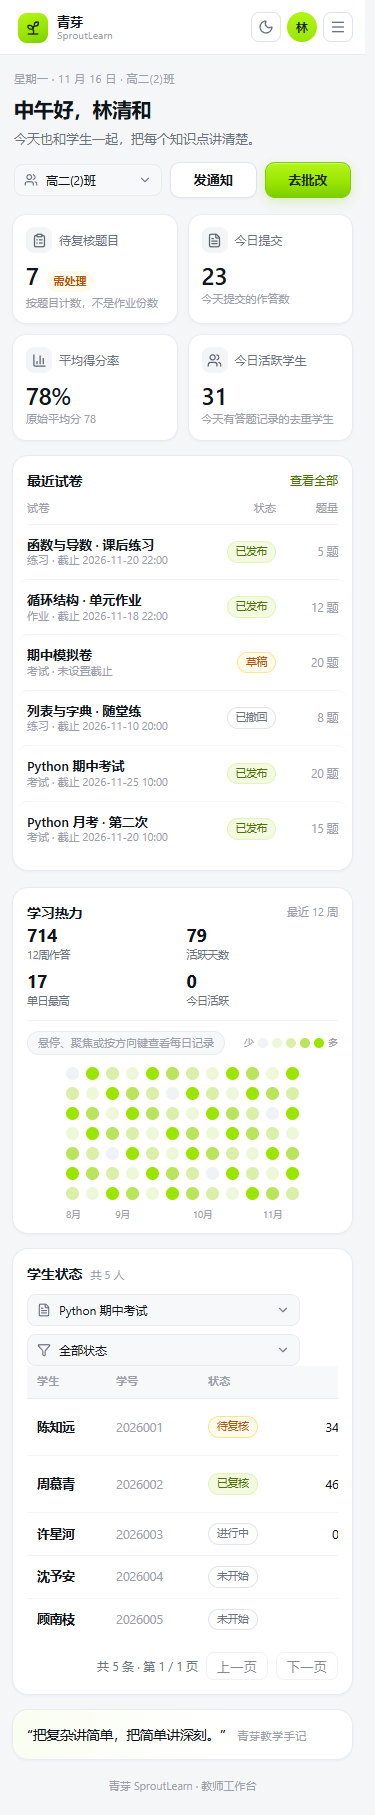 青芽
SproutLearn
林
星期一 · 11 月 16 日 · 高二(2)班
中午好，林清和
今天也和学生一起，把每个知识点讲清楚。
高二(2)班
发通知
去批改
待复核题目
7 需处理
按题目计数，不是作业份数
今日提交
23
今天提交的作答数
平均得分率
78%
原始平均分 78
今日活跃学生
31
今天有答题记录的去重学生
最近试卷 查看全部
试卷 状态 题量
函数与导数 · 课后练习
练习 · 截止 2026-11-20 22:00
已发布 5 题
循环结构 · 单元作业
作业 · 截止 2026-11-18 22:00
已发布 12 题
期中模拟卷
考试 · 未设置截止
草稿 20 题
列表与字典 · 随堂练
练习 · 截止 2026-11-10 20:00
已撤回 8 题
Python 期中考试
考试 · 截止 2026-11-25 10:00
已发布 20 题
Python 月考 · 第二次
考试 · 截止 2026-11-20 10:00
已发布 15 题
学习热力 最近 12 周
714
12周作答
79
活跃天数
17
单日最高
0
今日活跃
悬停、聚焦或按方向键查看每日记录
少 多
8月 9月 10月 11月
学生状态 共 5 人
Python 期中考试
全部状态
学生 学号 状态
陈知远 2026001 待复核 34
周慕青 2026002 已复核 46
许星河 2026003 进行中 0
沈予安 2026004 未开始
顾南枝 2026005 未开始
共 5 条 · 第 1 / 1 页 上一页 下一页
“把复杂讲简单，把简单讲深刻。” 青芽教学手记
青芽 SproutLearn · 教师工作台